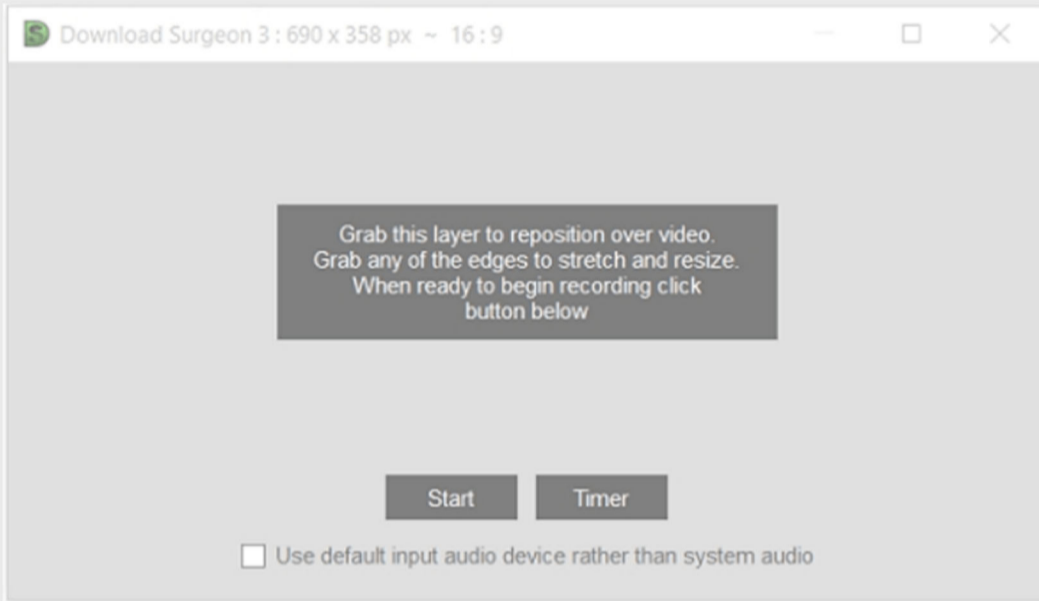 Download Surgeon 3 : 690 x 358 px ~ 16 : 9
Grab this layer to reposition over video.
Grab any of the edges to stretch and resize.
When ready to begin recording click
button below
Start Timer
Use default input audio device rather than system audio